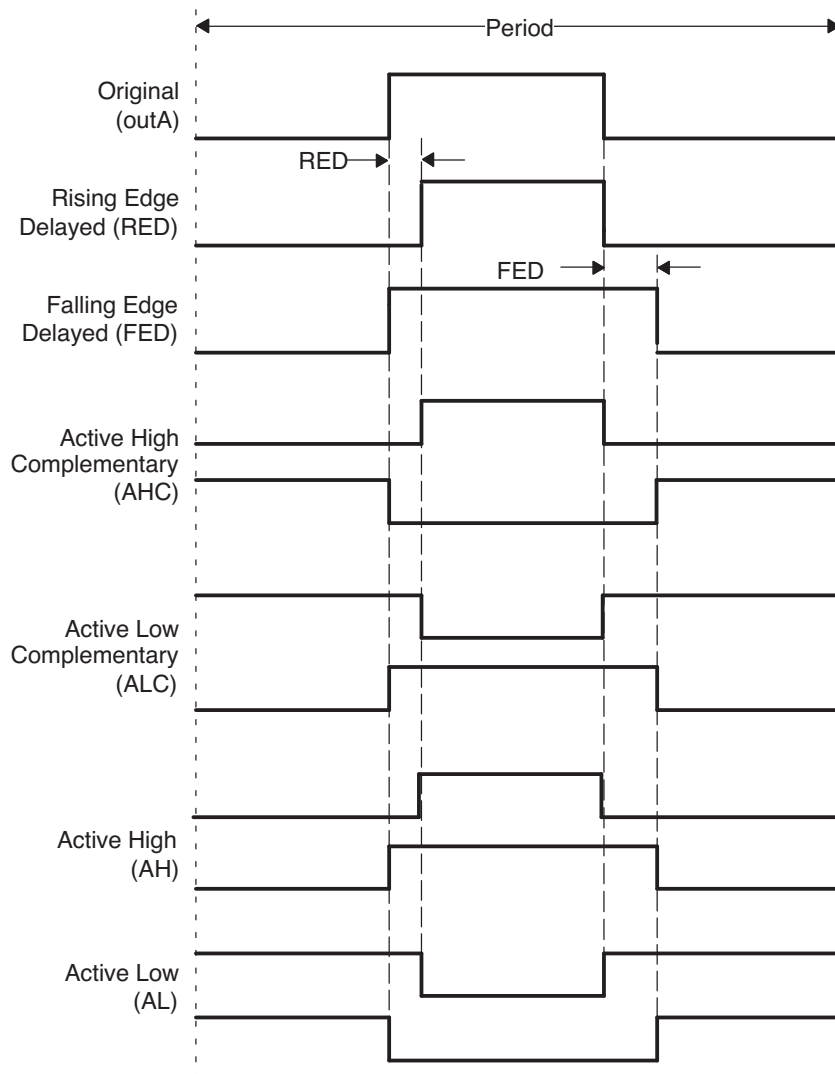 Period
Original
(outA)
RED
Rising Edge
Delayed (RED)
FED
Falling Edge
Delayed (FED)
Active High
Complementary
(AHC)
Active Low
Complementary
(ALC)
Active High
(AH)
Active Low
(AL)